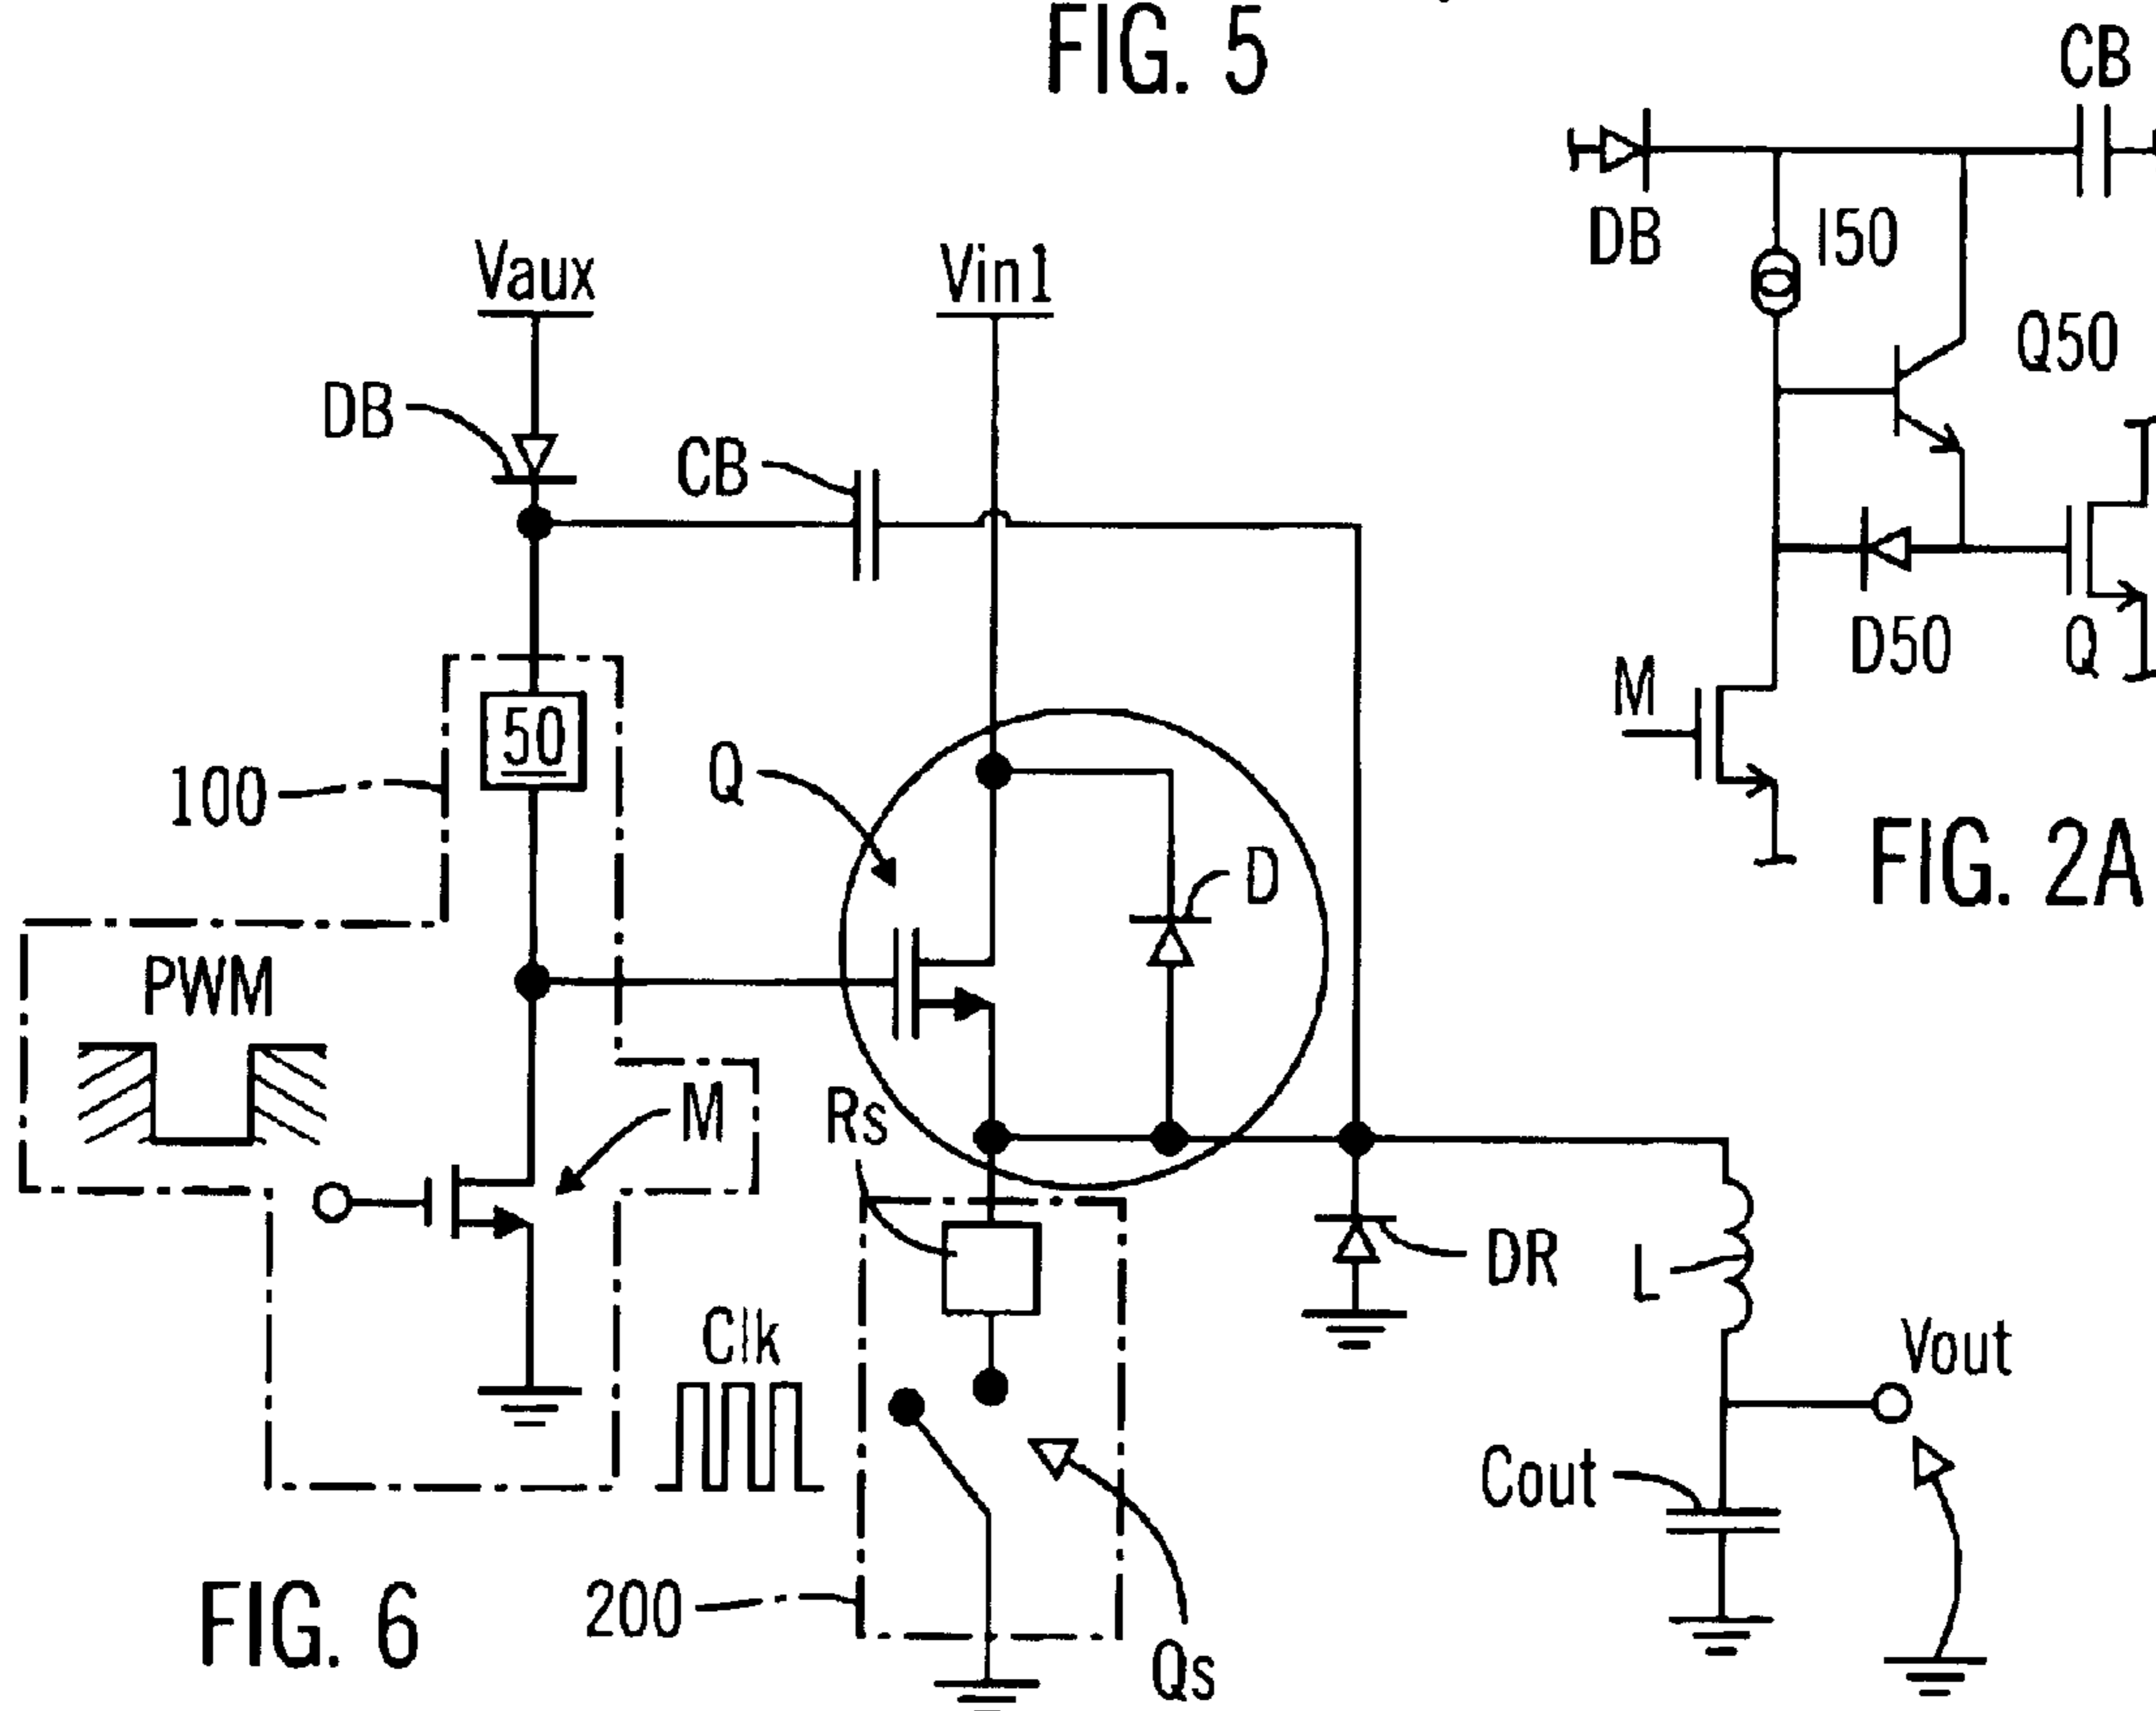 FIG. 5
CB
DB
I50
Vaux
Vin1
Q50
DB
CB
D50
Q
M
50
100
Q
D
FIG. 2A
PWM
M
Rs
DR
L
Clk
Vout
Cout
FIG. 6
200
Qs